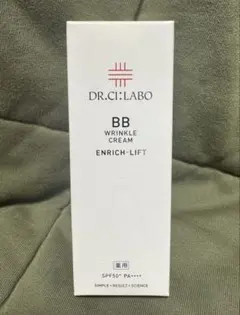 DR.CI:LABO
BB
WRINKLE
CREAM
ENRICH-LIFT
薬用
SPF50+ PA++++
SIMPLE • RESULT • SCIENCE